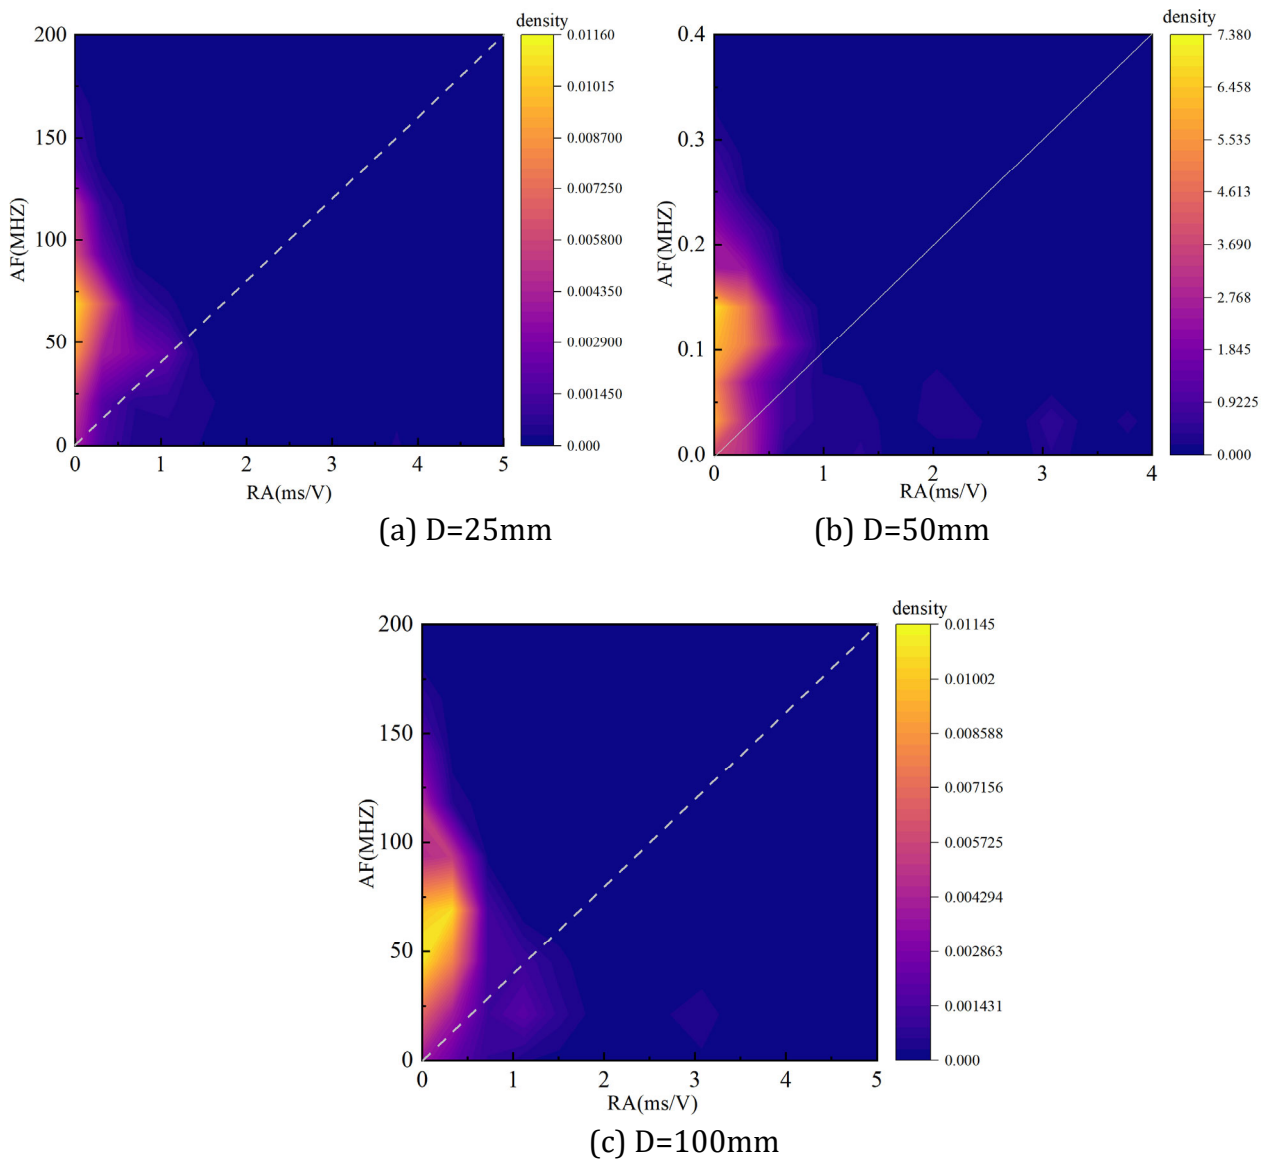 density
200
150
100
50
0
AF(MHZ)
0 1 2 3 4 5
RA(ms/V)
0.01160
0.01015
0.008700
0.007250
0.005800
0.004350
0.002900
0.001450
0.000
(a) D=25mm
density
0.4
0.3
0.2
0.1
0.0
AF(MHZ)
0 1 2 3 4
RA(ms/V)
7.380
6.458
5.535
4.613
3.690
2.768
1.845
0.9225
0.000
(b) D=50mm
density
200
150
100
50
0
AF(MHZ)
0 1 2 3 4 5
RA(ms/V)
0.01145
0.01002
0.008588
0.007156
0.005725
0.004294
0.002863
0.001431
0.000
(c) D=100mm